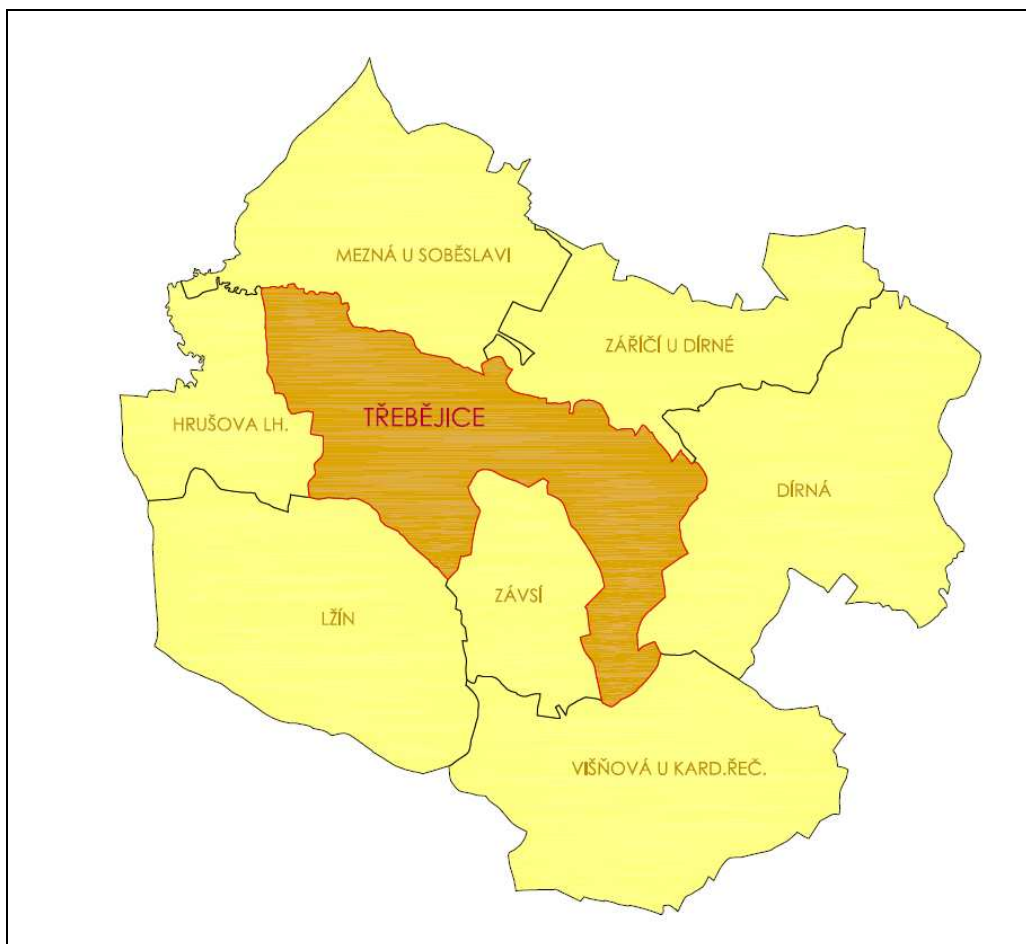 MEZNÁ U SOBĚSLAVI
ZÁŘÍČÍ U DÍRNÉ
TŘEBĚJICE
HRUŠOVA LH.
DÍRNÁ
ZÁVSÍ
LŽÍN
VIŠŇOVÁ U KARD.ŘEČ.